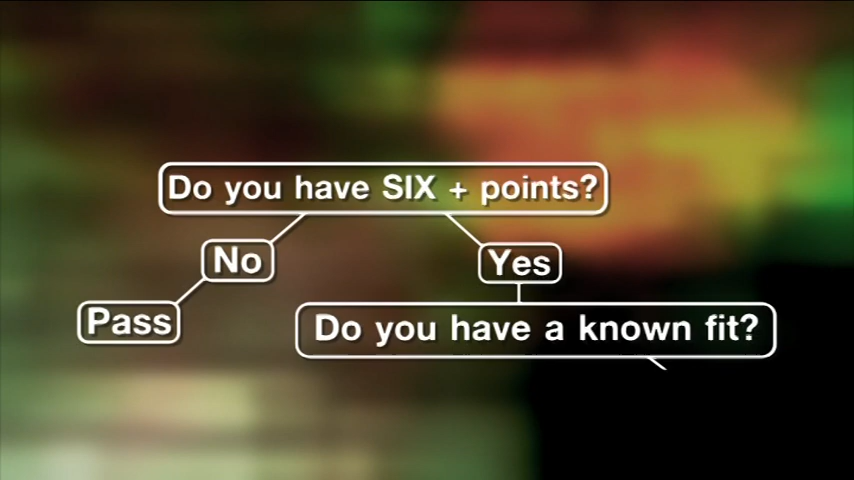 Do you have SIX + points?
No
Yes
Pass
Do you have a known fit?